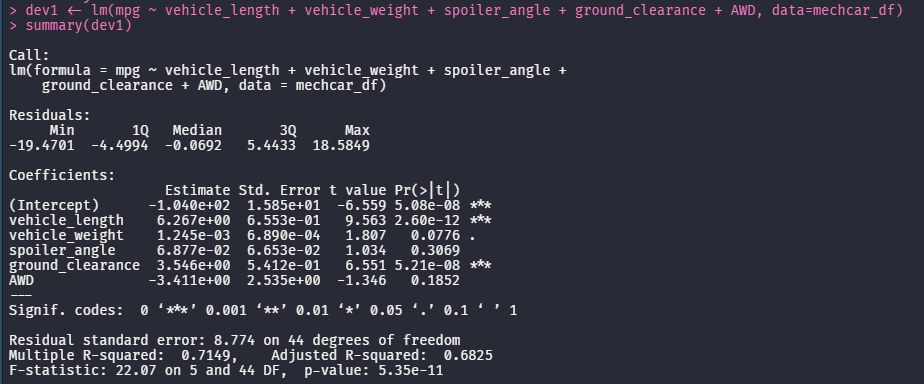 > dev1 <- lm(mpg ~ vehicle_length + vehicle_weight + spoiler_angle + ground_clearance + AWD, data=mechcar_df)
> summary(dev1)

Call:
lm(formula = mpg ~ vehicle_length + vehicle_weight + spoiler_angle +
    ground_clearance + AWD, data = mechcar_df)

Residuals:
     Min       1Q   Median       3Q      Max
-19.4701  -4.4994  -0.0692   5.4433  18.5849

Coefficients:
                   Estimate Std. Error t value Pr(>|t|)
(Intercept)      -1.040e+02  1.585e+01  -6.559 5.08e-08 ***
vehicle_length    6.267e+00  6.553e-01   9.563 2.60e-12 ***
vehicle_weight    1.245e-03  6.890e-04   1.807   0.0776 .
spoiler_angle     6.877e-02  6.653e-02   1.034   0.3069
ground_clearance  3.546e+00  5.412e-01   6.551 5.21e-08 ***
AWD              -3.411e+00  2.535e+00  -1.346   0.1852
---
Signif. codes:  0 ‘***’ 0.001 ‘**’ 0.01 ‘*’ 0.05 ‘.’ 0.1 ‘ ’ 1

Residual standard error: 8.774 on 44 degrees of freedom
Multiple R-squared:  0.7149,    Adjusted R-squared:  0.6825
F-statistic: 22.07 on 5 and 44 DF,  p-value: 5.35e-11